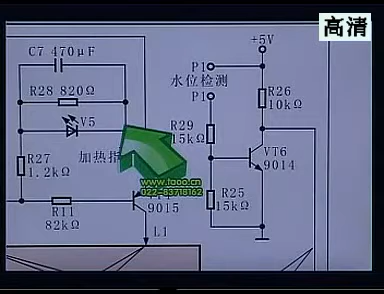 高清
+5V
C7 470μF
P1
水位检测
P1
R28 820Ω
R26
10kΩ
V5
R29
15kΩ
加热指
VT6
9014
R27
1.2kΩ
www.taoo.cn
022-83718162
R25
15kΩ
R11
82kΩ
9015
L1